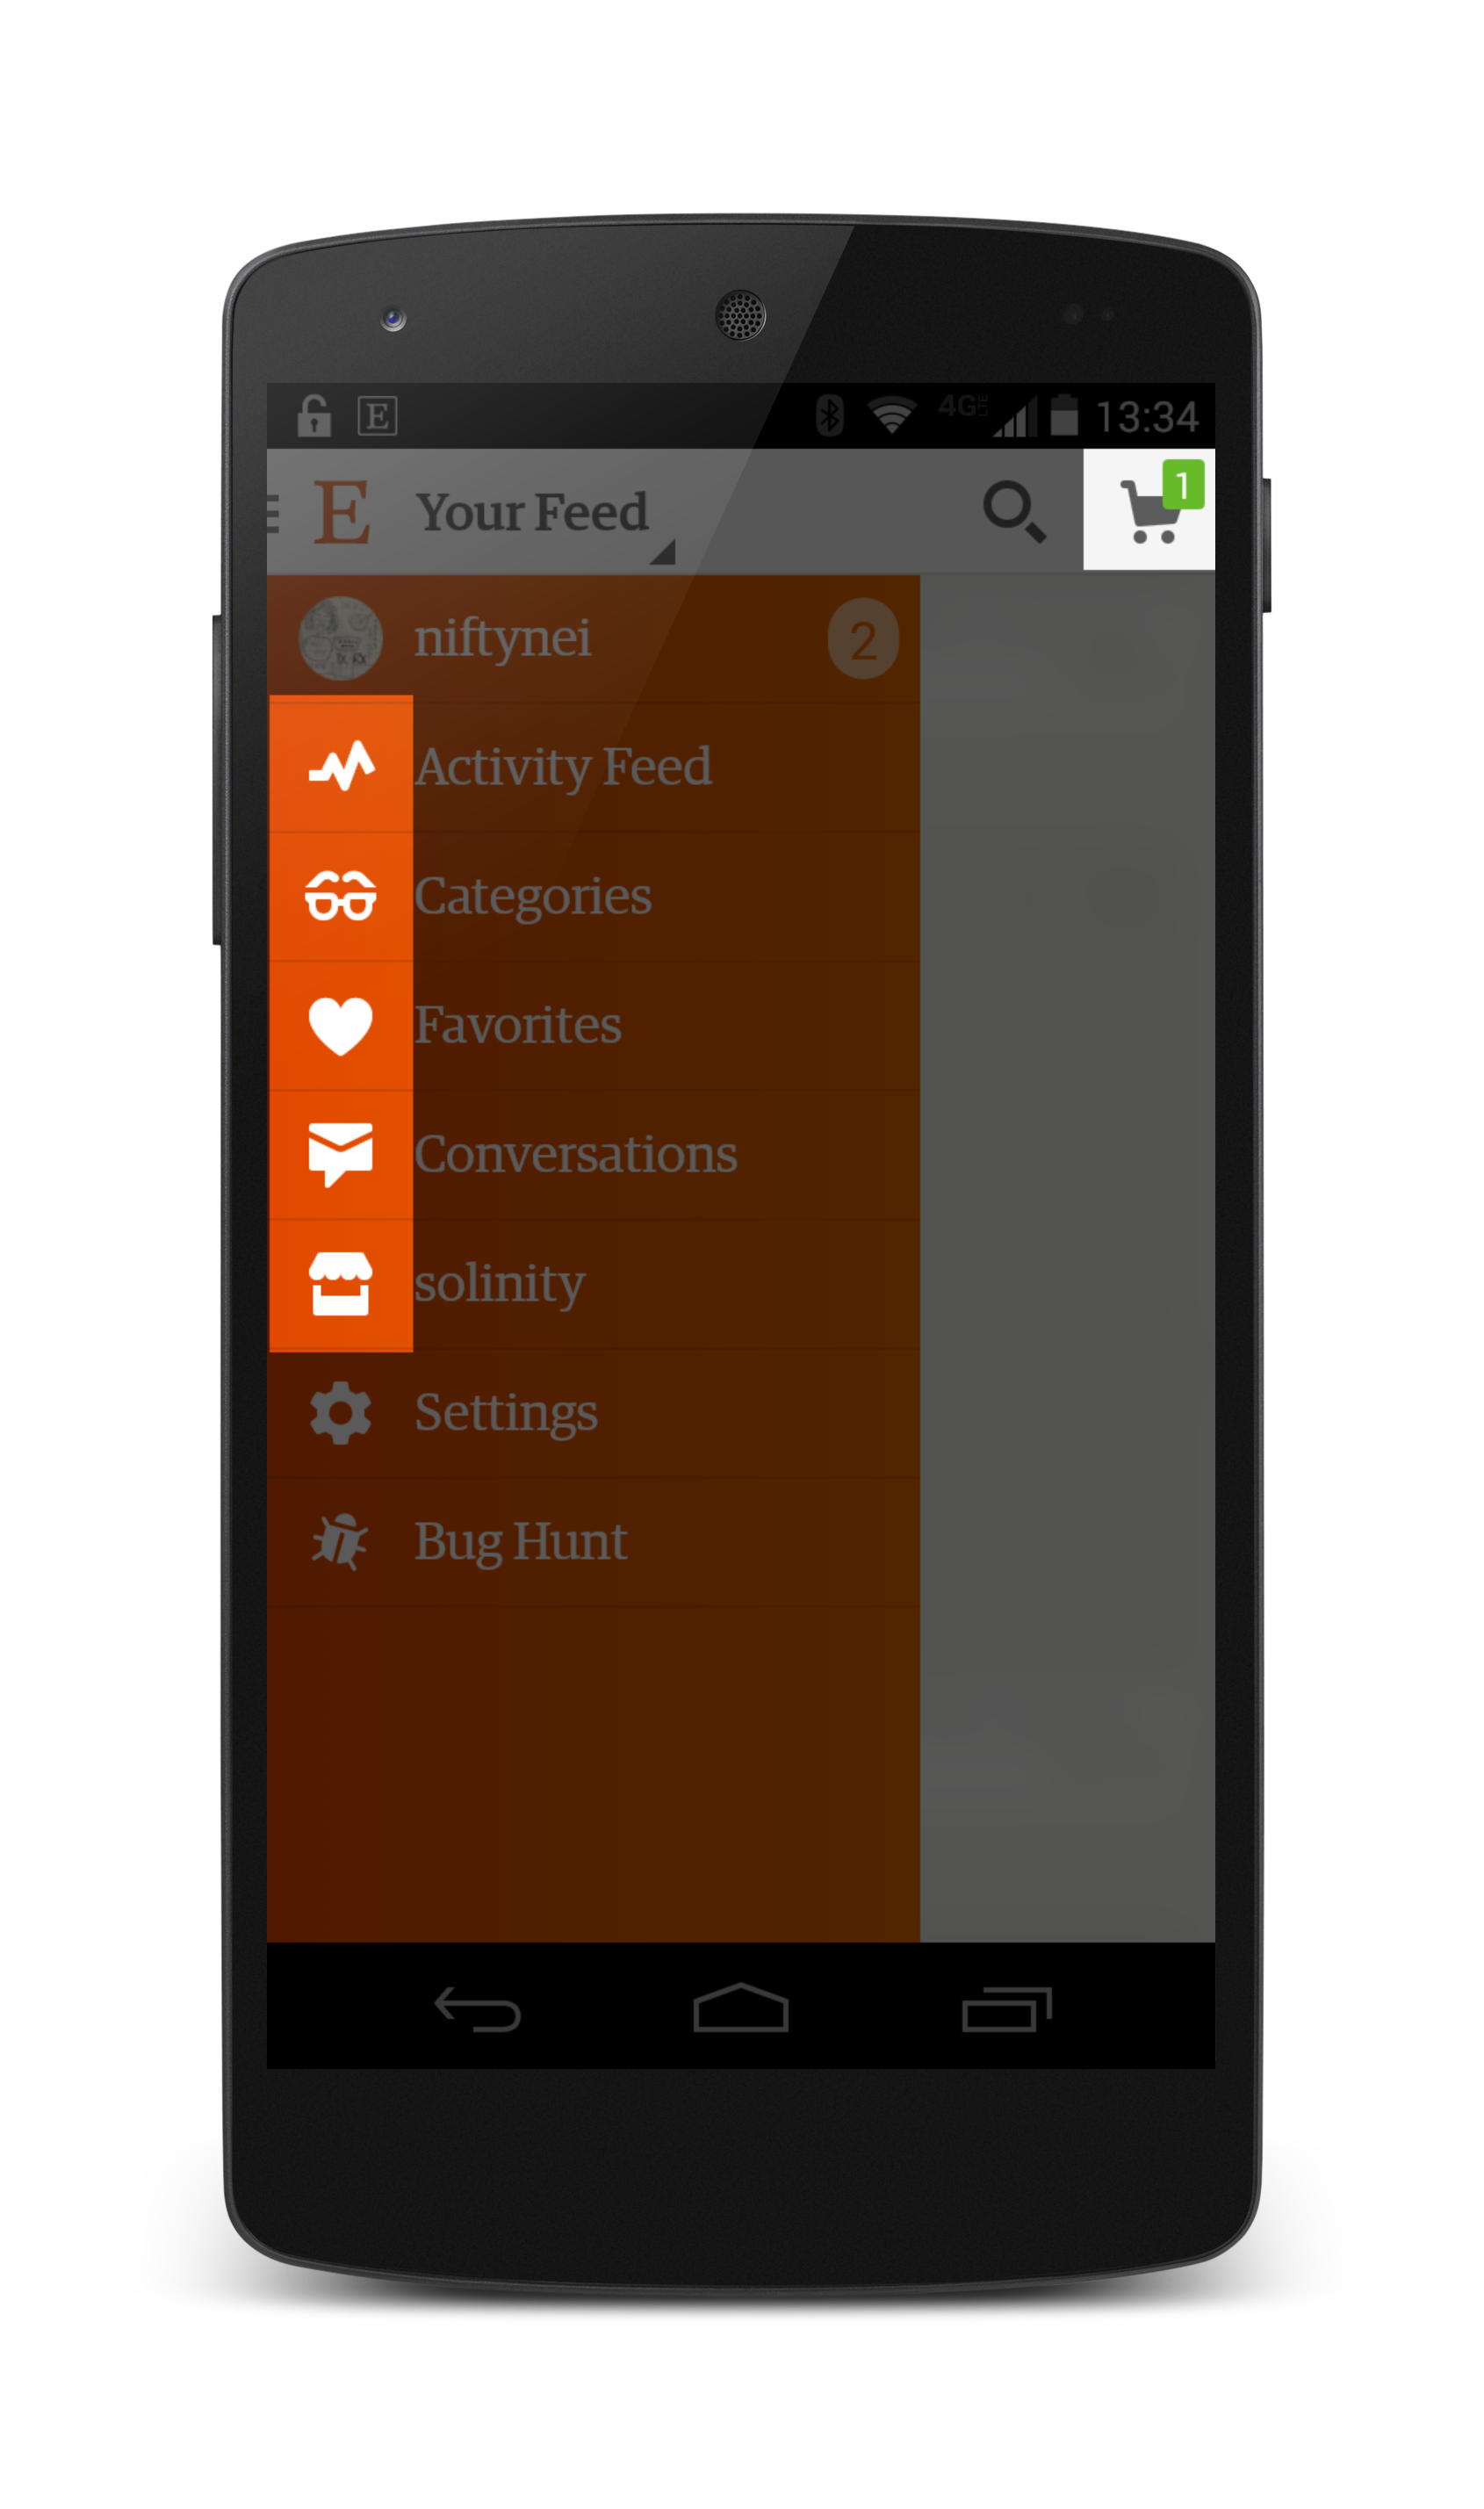 E
4G LTE
13:34
E
Your Feed
1
niftynei
2
Activity Feed
Categories
Favorites
Conversations
solinity
Settings
Bug Hunt